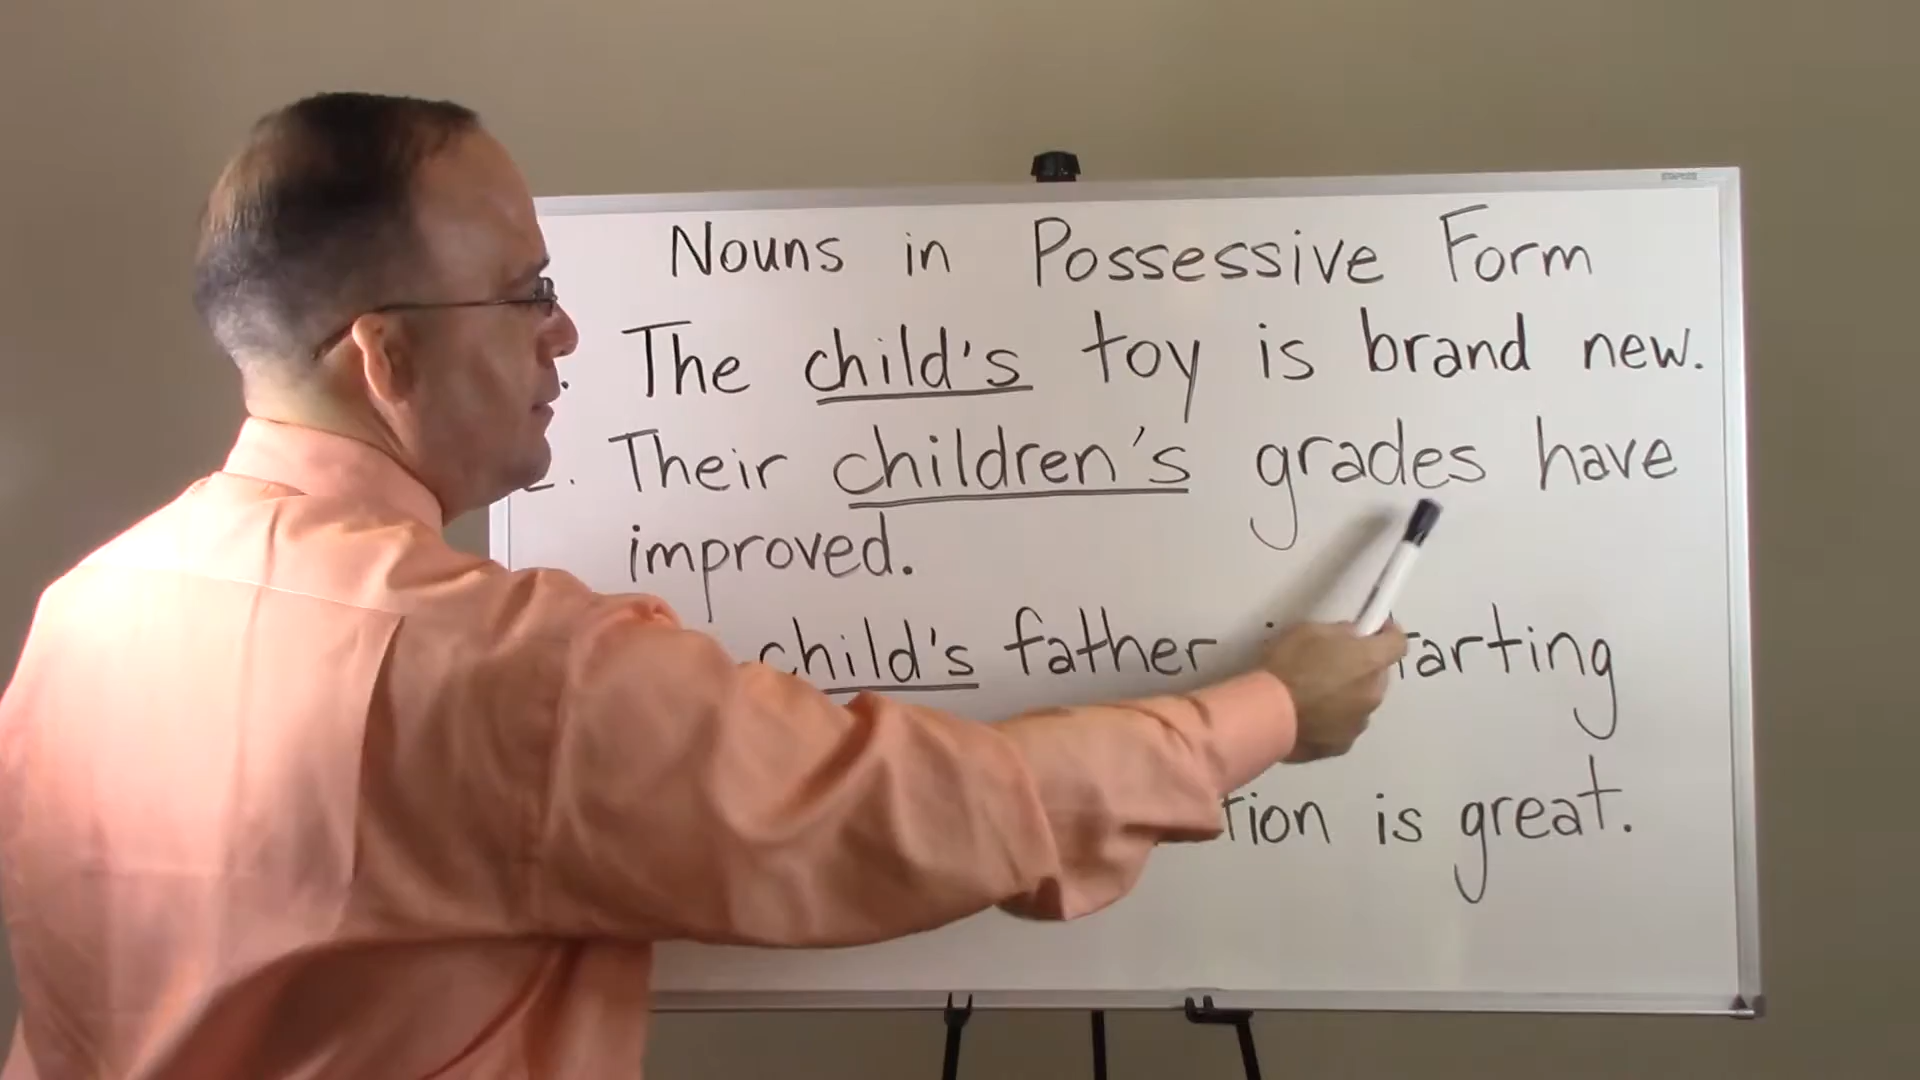 Nouns in Possessive Form
The child's toy is brand new.
Their children's grades have
improved.
child's father starting
is great.